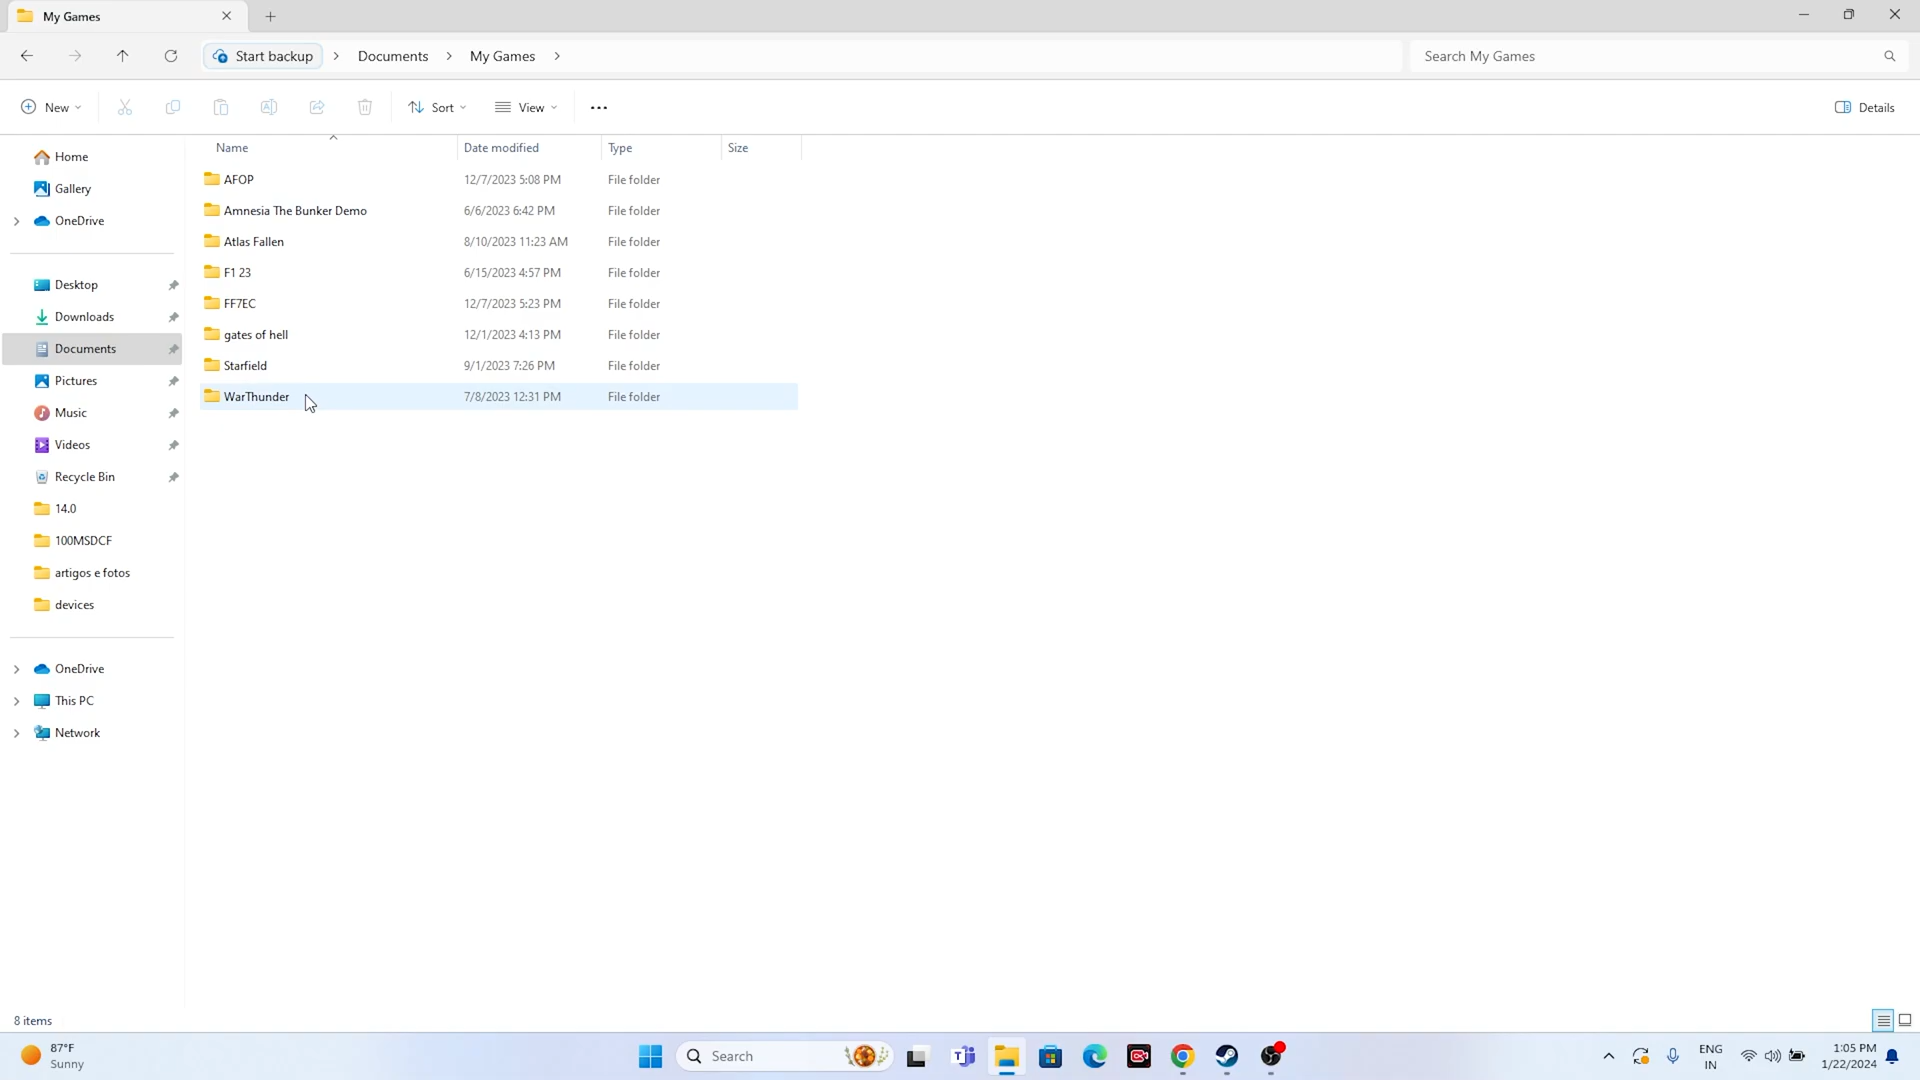 My Games
Start backup > Documents > My Games >
Search My Games
New
Sort
View
Details
Name Date modified Type Size
Home
Gallery
OneDrive
Desktop
Downloads
Documents
Pictures
Music
Videos
Recycle Bin
14.0
100MSDCF
artigos e fotos
devices
OneDrive
This PC
Network
AFOP 12/7/2023 5:08 PM File folder
Amnesia The Bunker Demo 6/6/2023 6:42 PM File folder
Atlas Fallen 8/10/2023 11:23 AM File folder
F1 23 6/15/2023 4:57 PM File folder
FF7EC 12/7/2023 5:23 PM File folder
gates of hell 12/1/2023 4:13 PM File folder
Starfield 9/1/2023 7:26 PM File folder
WarThunder 7/8/2023 12:31 PM File folder
8 items
87°F
Sunny
Search
ENG
IN
1:05 PM
1/22/2024